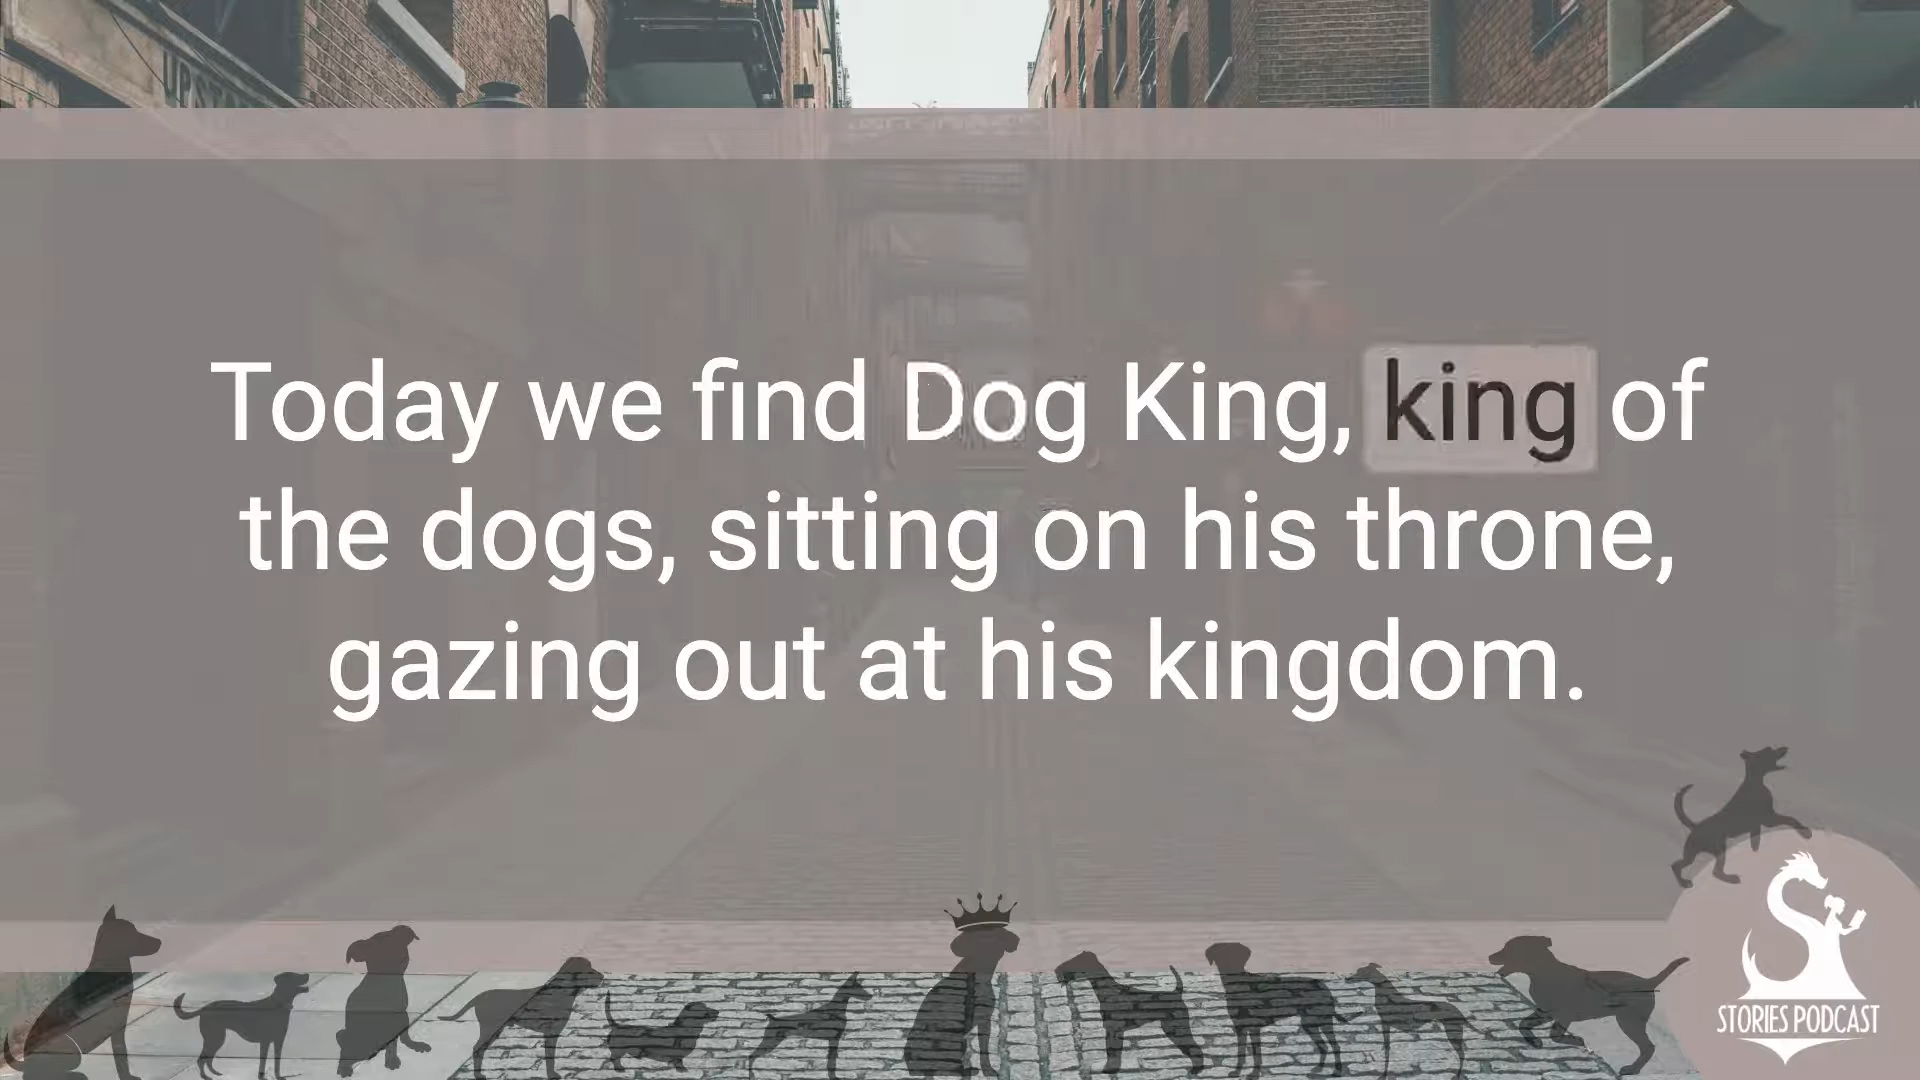 Today we find Dog King, king of
the dogs, sitting on his throne,
gazing out at his kingdom.
STORIES PODCAST